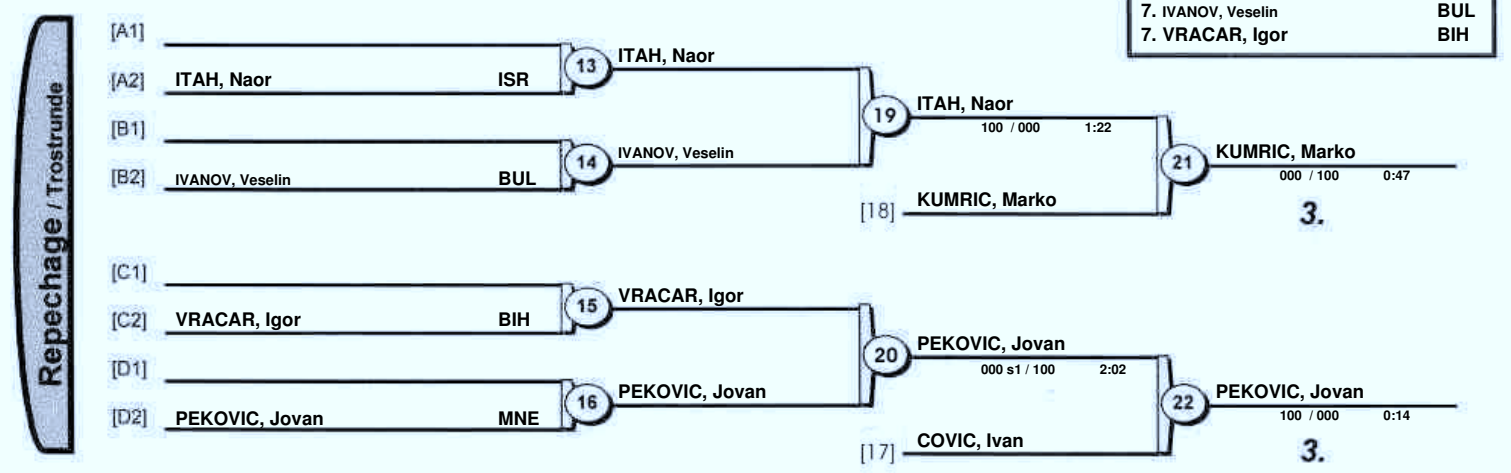 7. IVANOV, Veselin BUL
7. VRACAR, Igor BIH
Repechage / Trostrunde
[A1]
[A2] ITAH, Naor ISR
13 ITAH, Naor
[B1]
[B2] IVANOV, Veselin BUL
14 IVANOV, Veselin
19 ITAH, Naor
100 / 000 1:22
[18] KUMRIC, Marko
21 KUMRIC, Marko
000 / 100 0:47
3.
[C1]
[C2] VRACAR, Igor BIH
15 VRACAR, Igor
[D1]
[D2] PEKOVIC, Jovan MNE
16 PEKOVIC, Jovan
20 PEKOVIC, Jovan
000 s1 / 100 2:02
[17] COVIC, Ivan
22 PEKOVIC, Jovan
100 / 000 0:14
3.